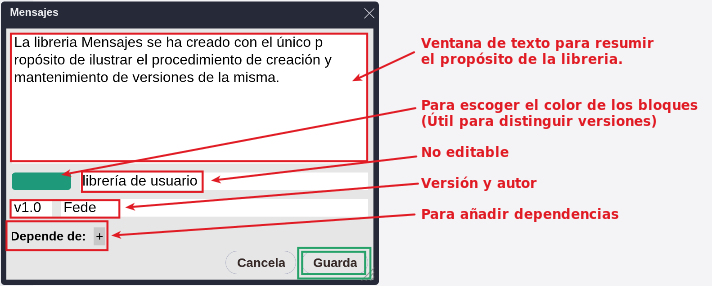 Mensajes
La libreria Mensajes se ha creado con el único p
ropósito de ilustrar el procedimiento de creación y
mantenimiento de versiones de la misma.
librería de usuario
v1.0 Fede
Depende de: +
Cancela Guarda
Ventana de texto para resumir
el propósito de la libreria.
Para escoger el color de los bloques
(Útil para distinguir versiones)
No editable
Versión y autor
Para añadir dependencias